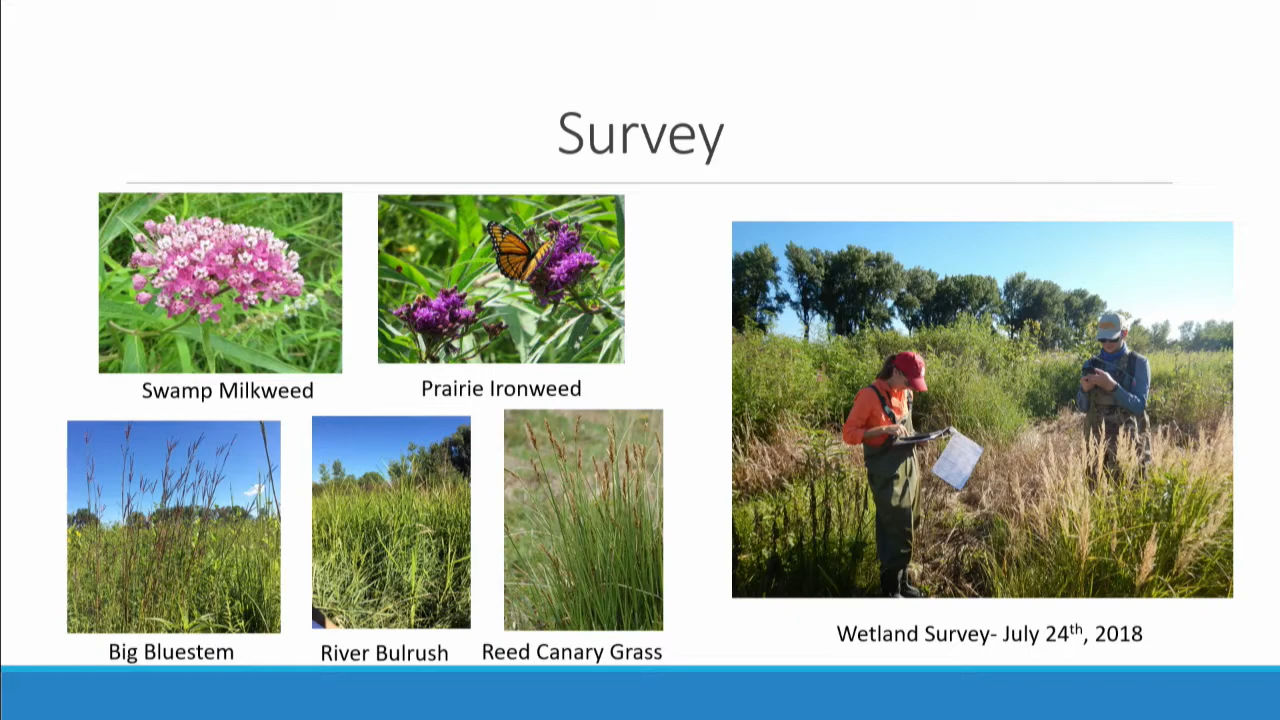 Survey
Swamp Milkweed
Prairie Ironweed
Big Bluestem
River Bulrush
Reed Canary Grass
Wetland Survey- July 24th, 2018